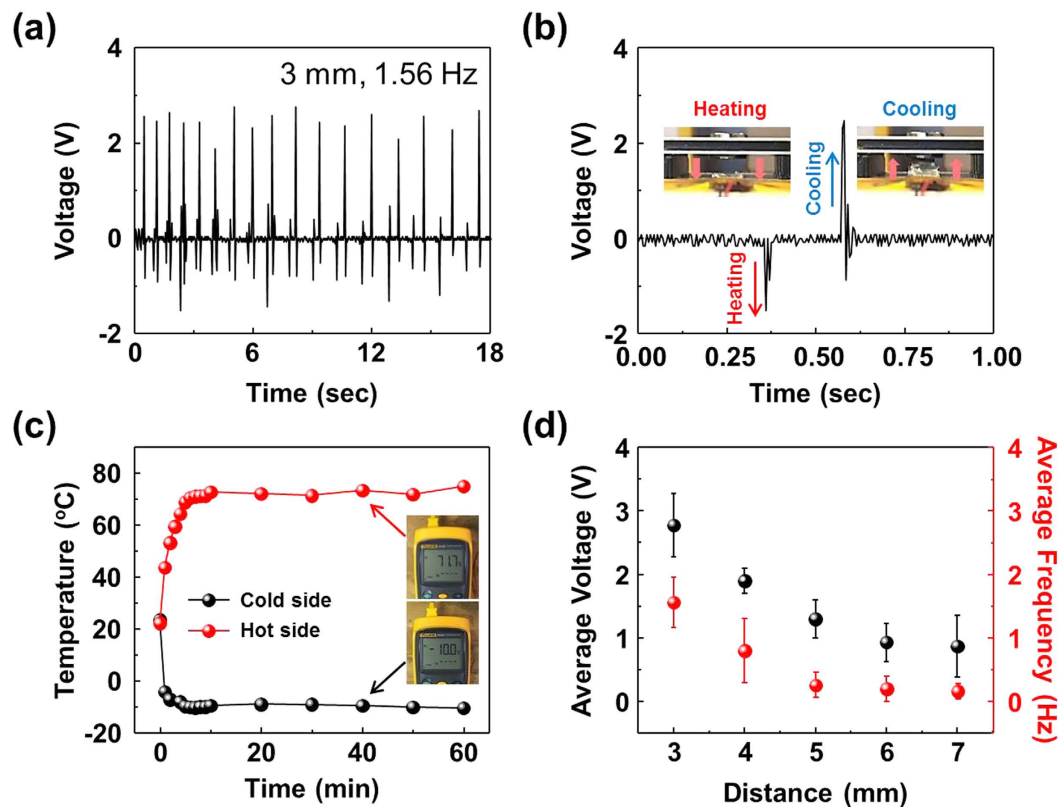 (a)
4
2
0
-2
Voltage (V)
3 mm, 1.56 Hz
0 6 12 18
Time (sec)
(b)
4
2
0
-2
Voltage (V)
Heating
Cooling
Cooling
Heating
0.00 0.25 0.50 0.75 1.00
Time (sec)
(c)
80
60
40
20
0
-20
Temperature (°C)
Cold side
Hot side
71.7
-10.0
0 20 40 60
Time (min)
(d)
4
3
2
1
0
Average Voltage (V)
4
3
2
1
0
Average Frequency (Hz)
3 4 5 6 7
Distance (mm)